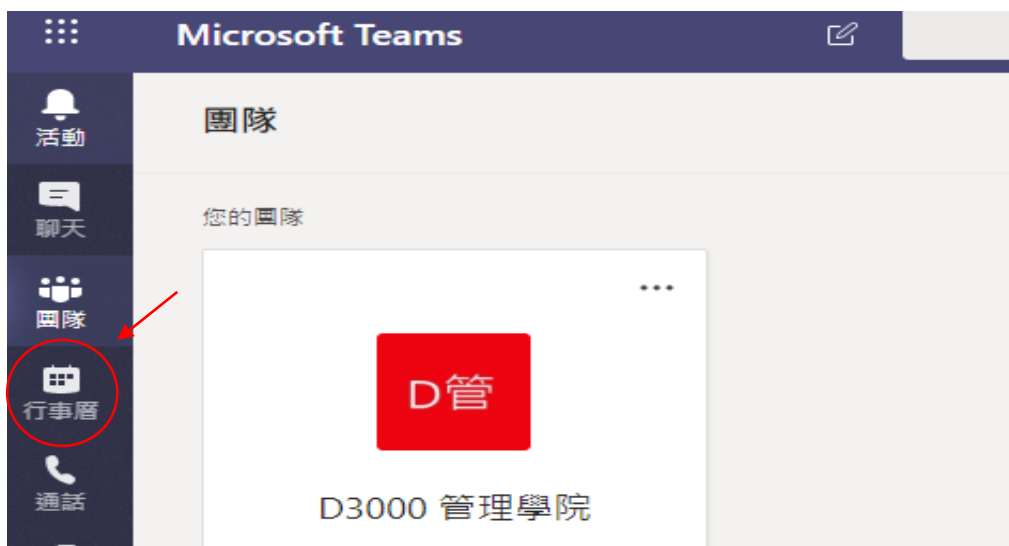 Microsoft Teams
活動
團隊
聊天
您的團隊
團隊
行事曆
D管
通話
D3000 管理學院